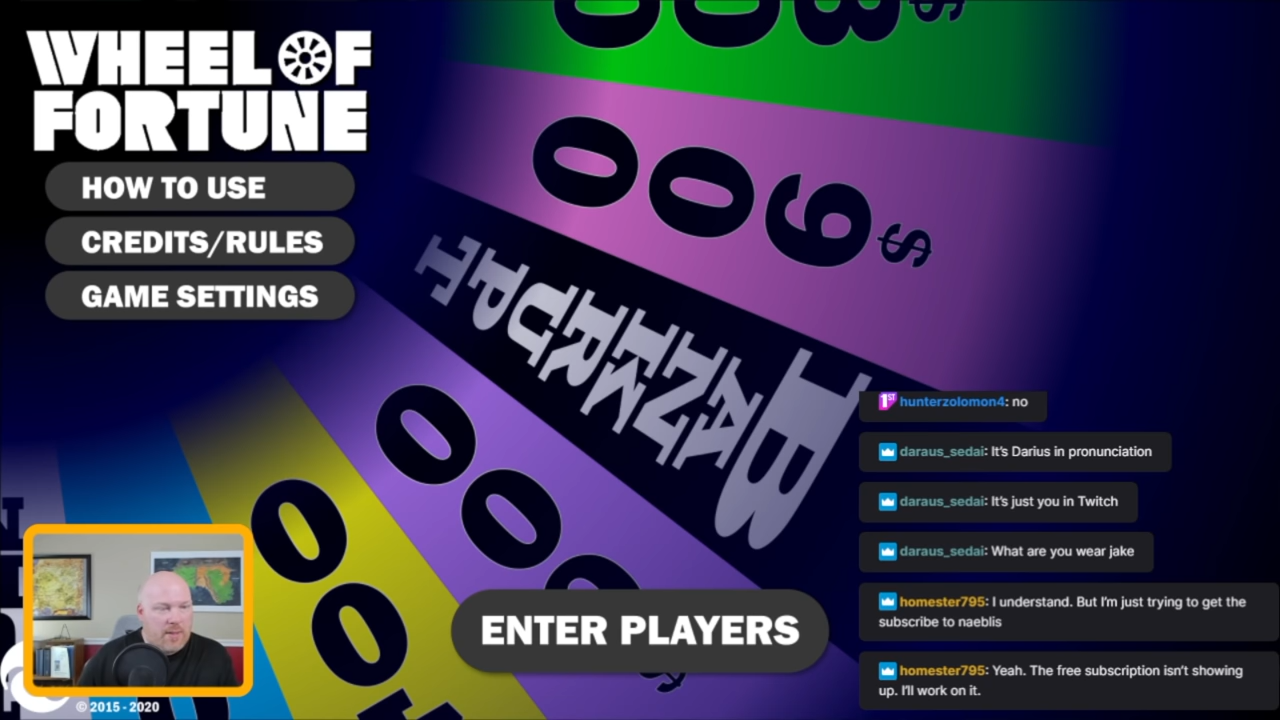 WHEEL OF
FORTUNE
HOW TO USE
CREDITS/RULES
GAME SETTINGS
$800
$600
BANKRUPT
ENTER PLAYERS
hunterzolomon4: no
daraus_sedai: It's Darius in pronunciation
daraus_sedai: It's just you in Twitch
daraus_sedai: What are you wear jake
homester795: I understand. But I'm just trying to get the
subscribe to naeblis
homester795: Yeah. The free subscription isn't showing
up. I'll work on it.
© 2015 - 2020